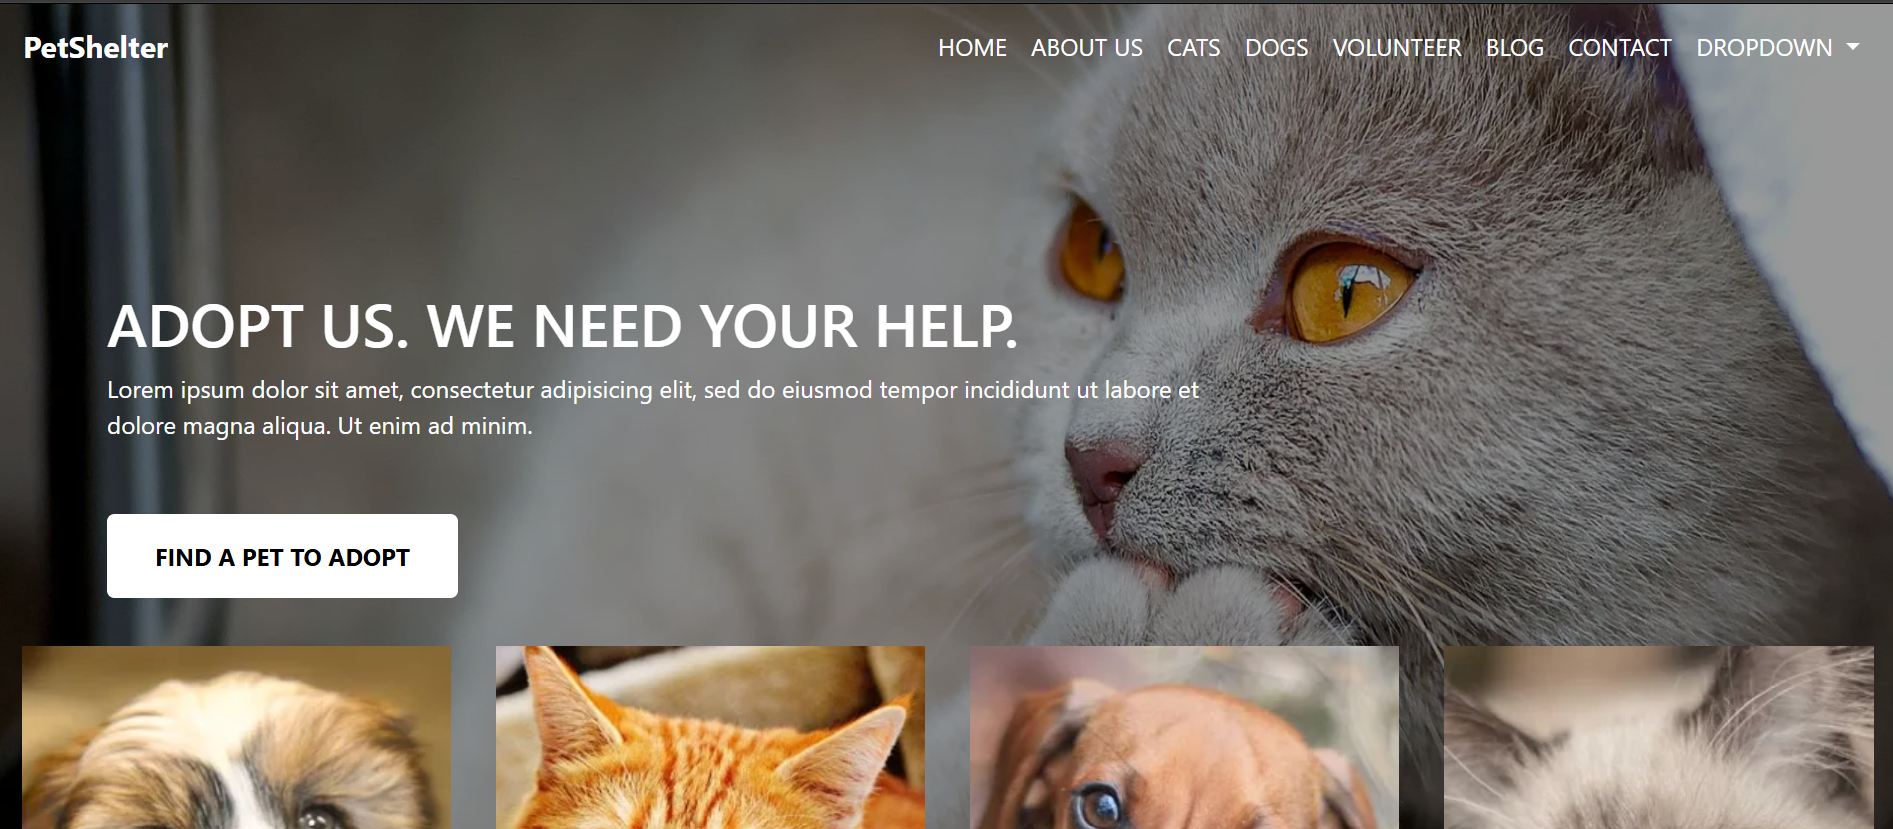 PetShelter
HOME ABOUT US CATS DOGS VOLUNTEER BLOG CONTACT DROPDOWN
ADOPT US. WE NEED YOUR HELP.
Lorem ipsum dolor sit amet, consectetur adipisicing elit, sed do eiusmod tempor incididunt ut labore et
dolore magna aliqua. Ut enim ad minim.
FIND A PET TO ADOPT